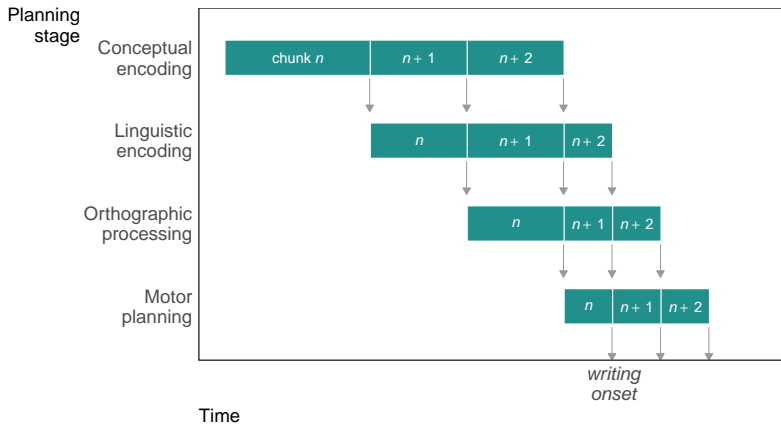 Planning
stage
Conceptual
encoding
chunk n
n + 1
n + 2
Linguistic
encoding
n
n + 1
n + 2
Orthographic
processing
n
n + 1
n + 2
Motor
planning
n
n + 1
n + 2
writing
onset
Time